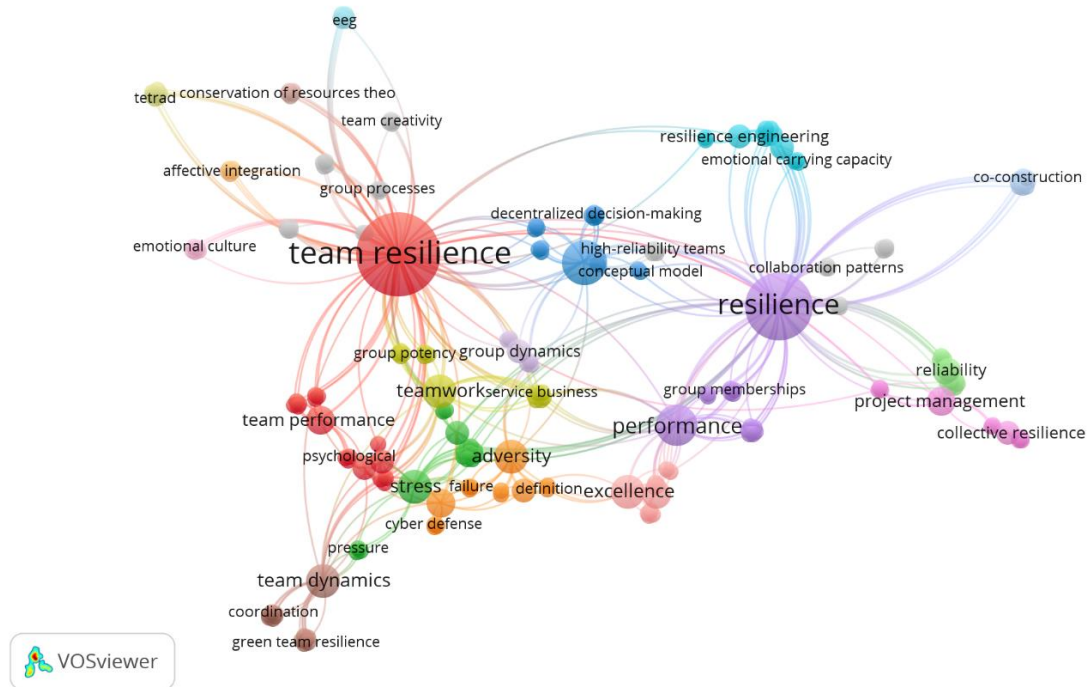 eeg
tetrad
conservation of resources theo
team creativity
resilience engineering
emotional carrying capacity
affective integration
group processes
co-construction
decentralized decision-making
emotional culture
team resilience
high-reliability teams
conceptual model
collaboration patterns
resilience
group potency
group dynamics
reliability
teamwork
service business
group memberships
project management
team performance
performance
collective resilience
psychological
adversity
stress
failure
definition
excellence
cyber defense
pressure
team dynamics
coordination
green team resilience
VOSviewer